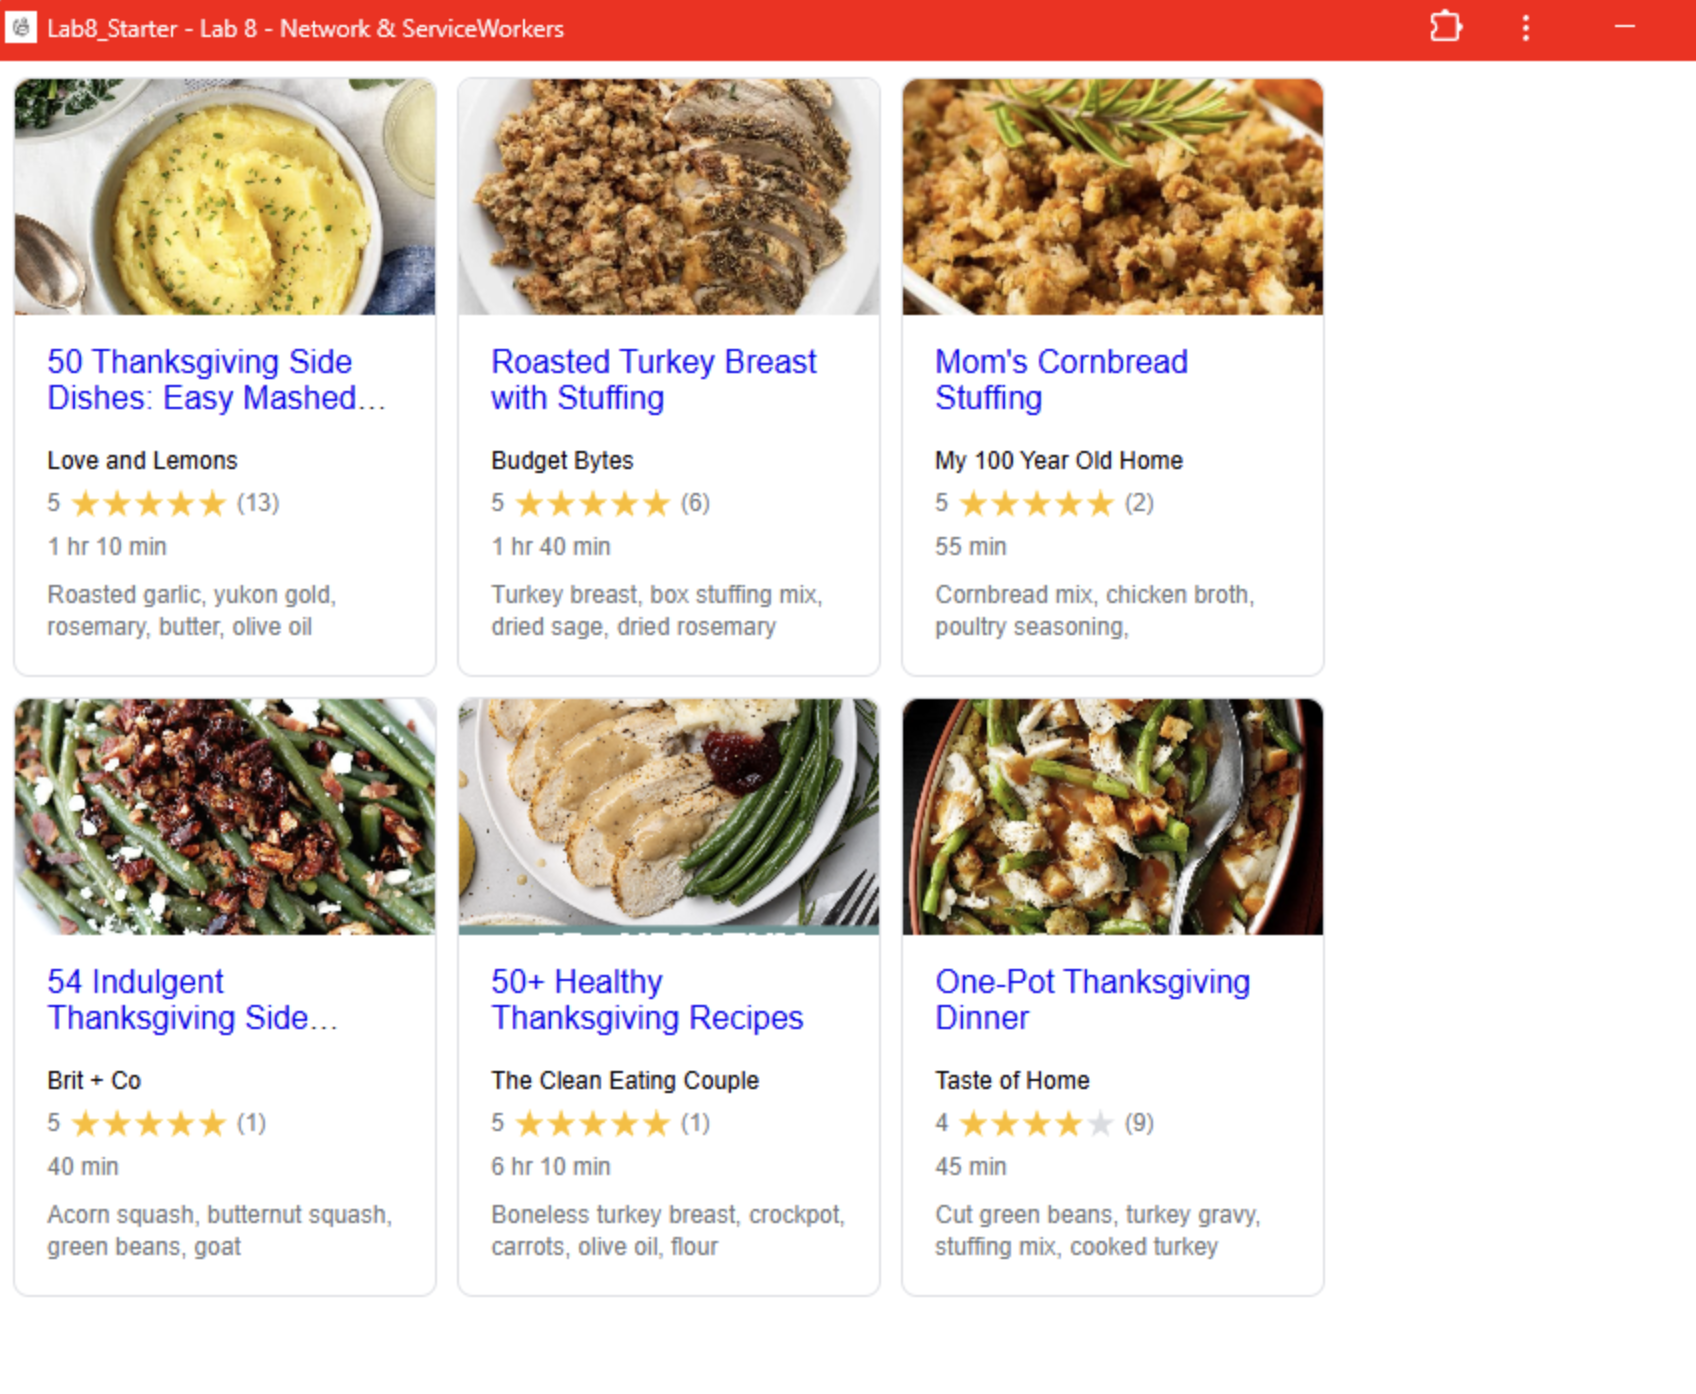 Lab8_Starter - Lab 8 - Network & ServiceWorkers
50 Thanksgiving Side
Dishes: Easy Mashed...
Love and Lemons
5 ★★★★★ (13)
1 hr 10 min
Roasted garlic, yukon gold,
rosemary, butter, olive oil
Roasted Turkey Breast
with Stuffing
Budget Bytes
5 ★★★★★ (6)
1 hr 40 min
Turkey breast, box stuffing mix,
dried sage, dried rosemary
Mom's Cornbread
Stuffing
My 100 Year Old Home
5 ★★★★★ (2)
55 min
Cornbread mix, chicken broth,
poultry seasoning,
54 Indulgent
Thanksgiving Side...
Brit + Co
5 ★★★★★ (1)
40 min
Acorn squash, butternut squash,
green beans, goat
50+ Healthy
Thanksgiving Recipes
The Clean Eating Couple
5 ★★★★★ (1)
6 hr 10 min
Boneless turkey breast, crockpot,
carrots, olive oil, flour
One-Pot Thanksgiving
Dinner
Taste of Home
4 ★★★★★ (9)
45 min
Cut green beans, turkey gravy,
stuffing mix, cooked turkey